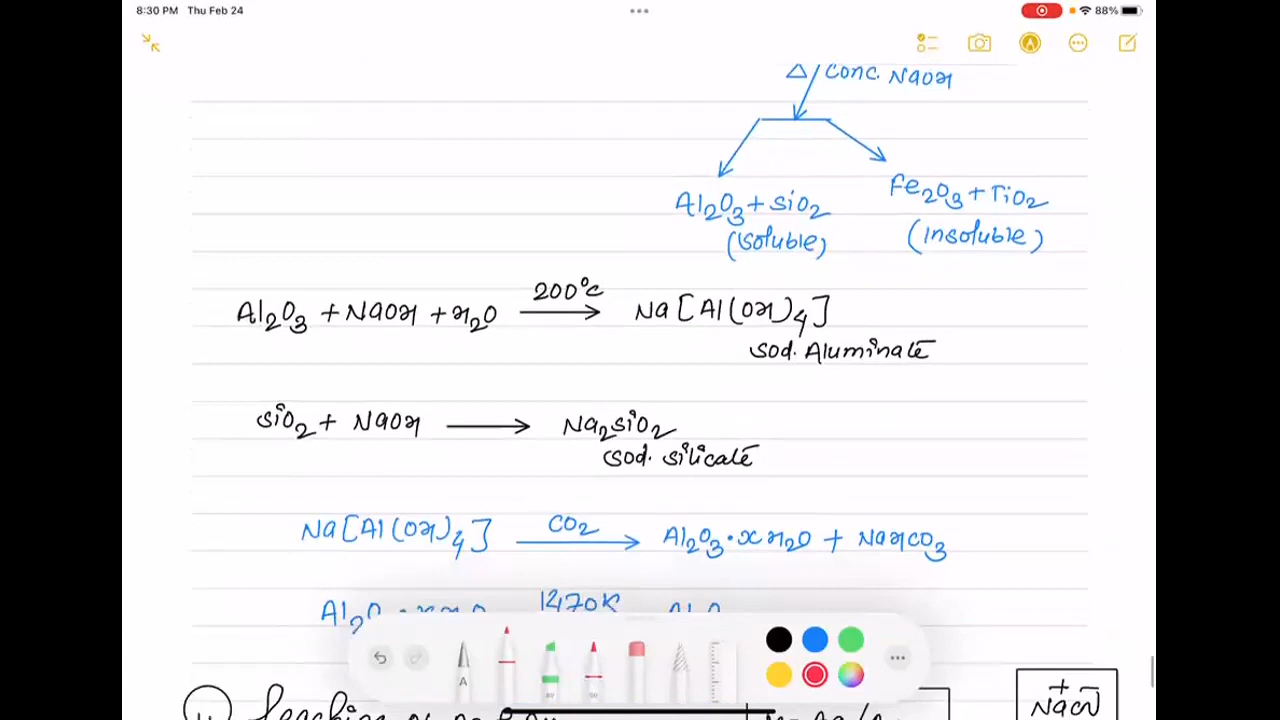 8:30 PM Thu Feb 24
88%
Δ Conc. NaOH
Al₂O₃ + SiO₂
(Soluble)
Fe₂O₃ + TiO₂
(Insoluble)
Al₂O₃ + NaOH + H₂O 200°C → Na[Al(OH)₄]
Sod. Aluminate
SiO₂ + NaOH → Na₂SiO₂
Sod. Silicate
Na[Al(OH)₄] CO₂ → Al₂O₃·xH₂O + NaHCO₃
1470K
Leaching of